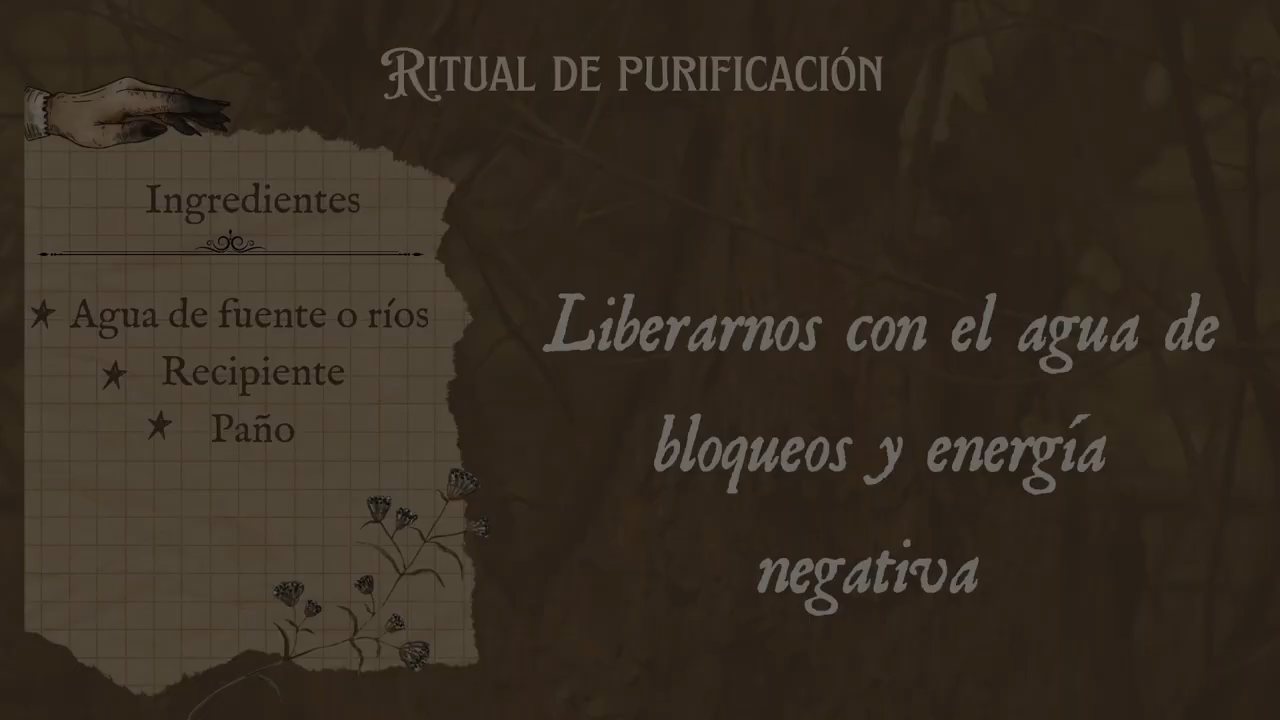 Ritual de purificación
Ingredientes
Agua de fuente o ríos
Recipiente
Paño
Liberarnos con el agua de
bloqueos y energía
negativa